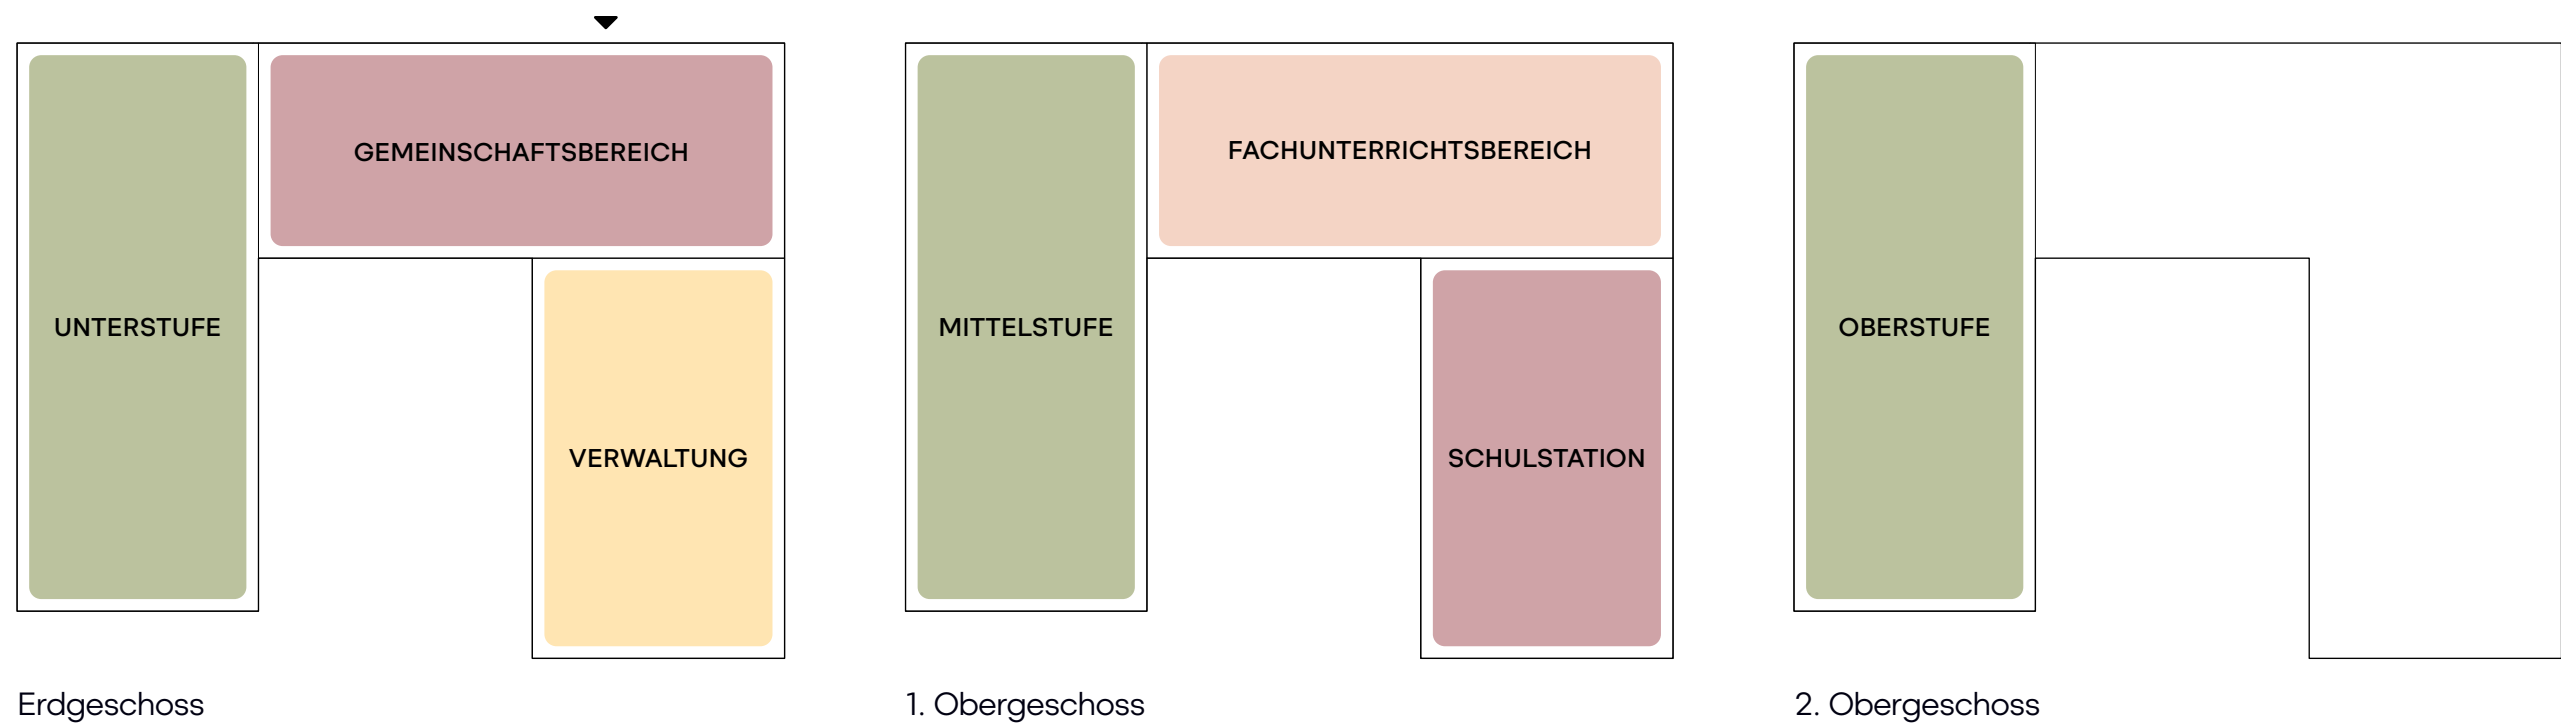 GEMEINSCHAFTSBEREICH
UNTERSTUFE
VERWALTUNG
Erdgeschoss
FACHUNTERRICHTSBEREICH
MITTELSTUFE
SCHULSTATION
1. Obergeschoss
OBERSTUFE
2. Obergeschoss